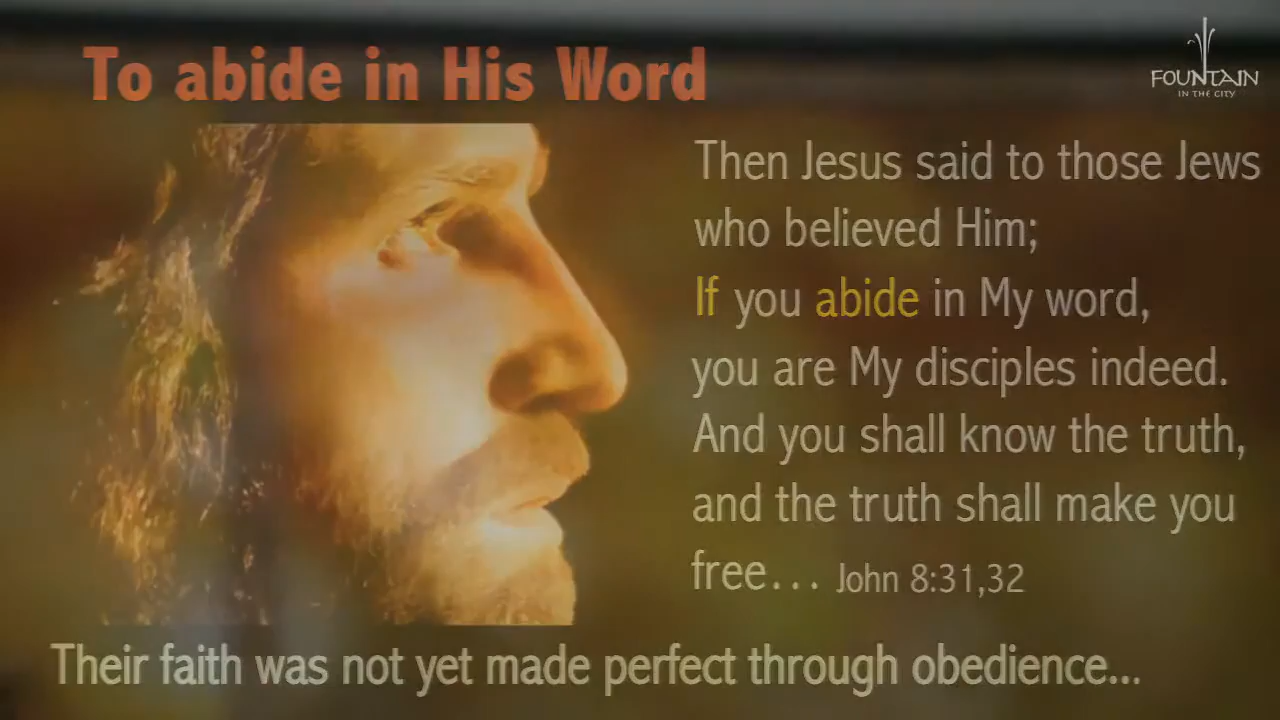 To abide in His Word
FOUNTAIN
IN THE CITY
Then Jesus said to those Jews
who believed Him;
If you abide in My word,
you are My disciples indeed.
And you shall know the truth,
and the truth shall make you
free… John 8:31,32
Their faith was not yet made perfect through obedience...